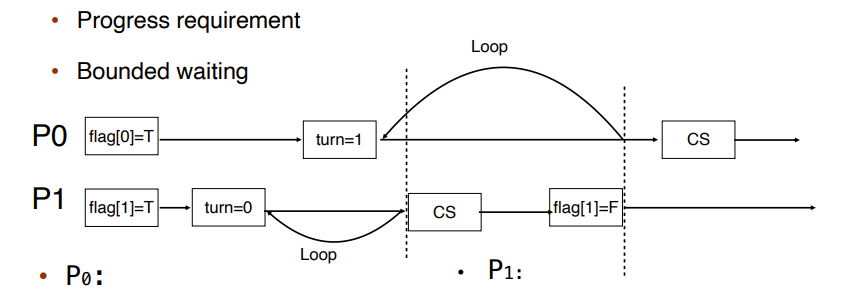 • Progress requirement
• Bounded waiting
Loop
P0 flag[0]=T turn=1 CS
P1 flag[1]=T turn=0 CS flag[1]=F
Loop
• P0: • P1: